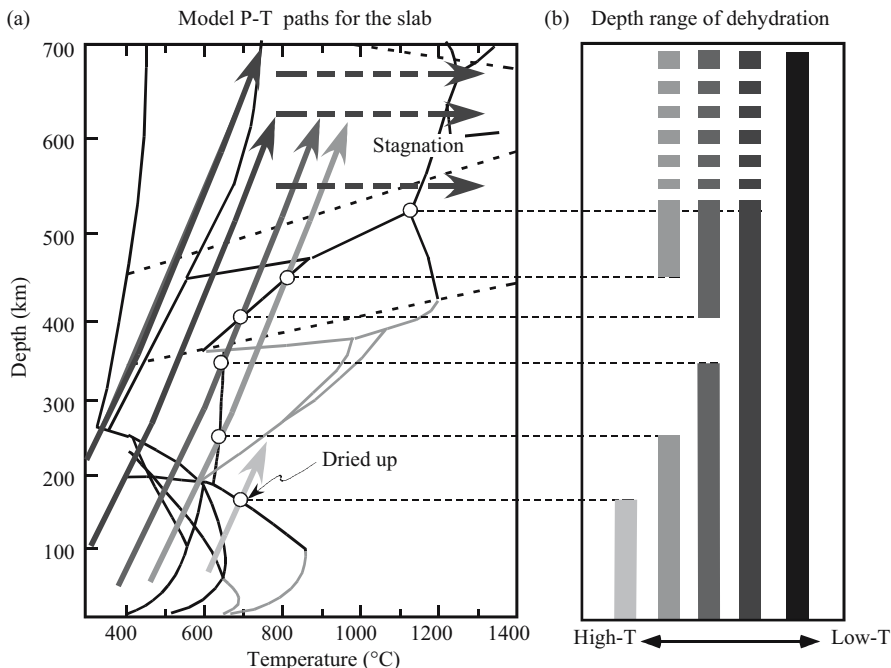 (a) Model P-T paths for the slab
(b) Depth range of dehydration
700
600
500
400
300
200
100
Depth (km)
Stagnation
Dried up
400 600 800 1000 1200 1400
Temperature (°C)
High-T Low-T